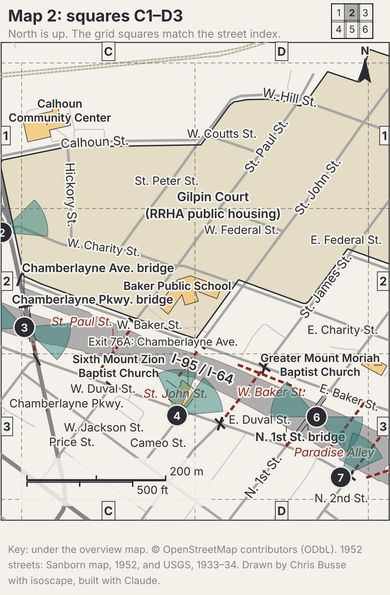 Map 2: squares C1–D3
North is up. The grid squares match the street index.
1 2 3
4 5 6
C
D
N
W. Hill St.
Calhoun
Community Center
1
1
W. Coutts St.
Calhoun St.
St. Paul St.
St. John St.
Hickory St.
St. Peter St.
Gilpin Court
(RRHA public housing)
W. Federal St.
2
E. Federal St.
W. Charity St.
Chamberlayne Ave. bridge
2
2
Baker Public School
St. James St.
Chamberlayne Pkwy. bridge
3
St. Paul St.
W. Baker St.
E. Charity St.
Exit 76A: Chamberlayne Ave.
Sixth Mount Zion
Baptist Church
I-95 / I-64
Greater Mount Moriah
Baptist Church
W. Duval St.
St. John St.
W. Baker St.
E. Baker St.
Chamberlayne Pkwy.
4
6
E. Duval St.
3
3
W. Jackson St.
N. 1st St. bridge
Price St.
Cameo St.
Paradise Alley
N. 1st St.
7
200 m
500 ft
N. 2nd St.
C
D
Key: under the overview map. © OpenStreetMap contributors (ODbL). 1952
streets: Sanborn map, 1952, and USGS, 1933–34. Drawn by Chris Busse
with isoscape, built with Claude.